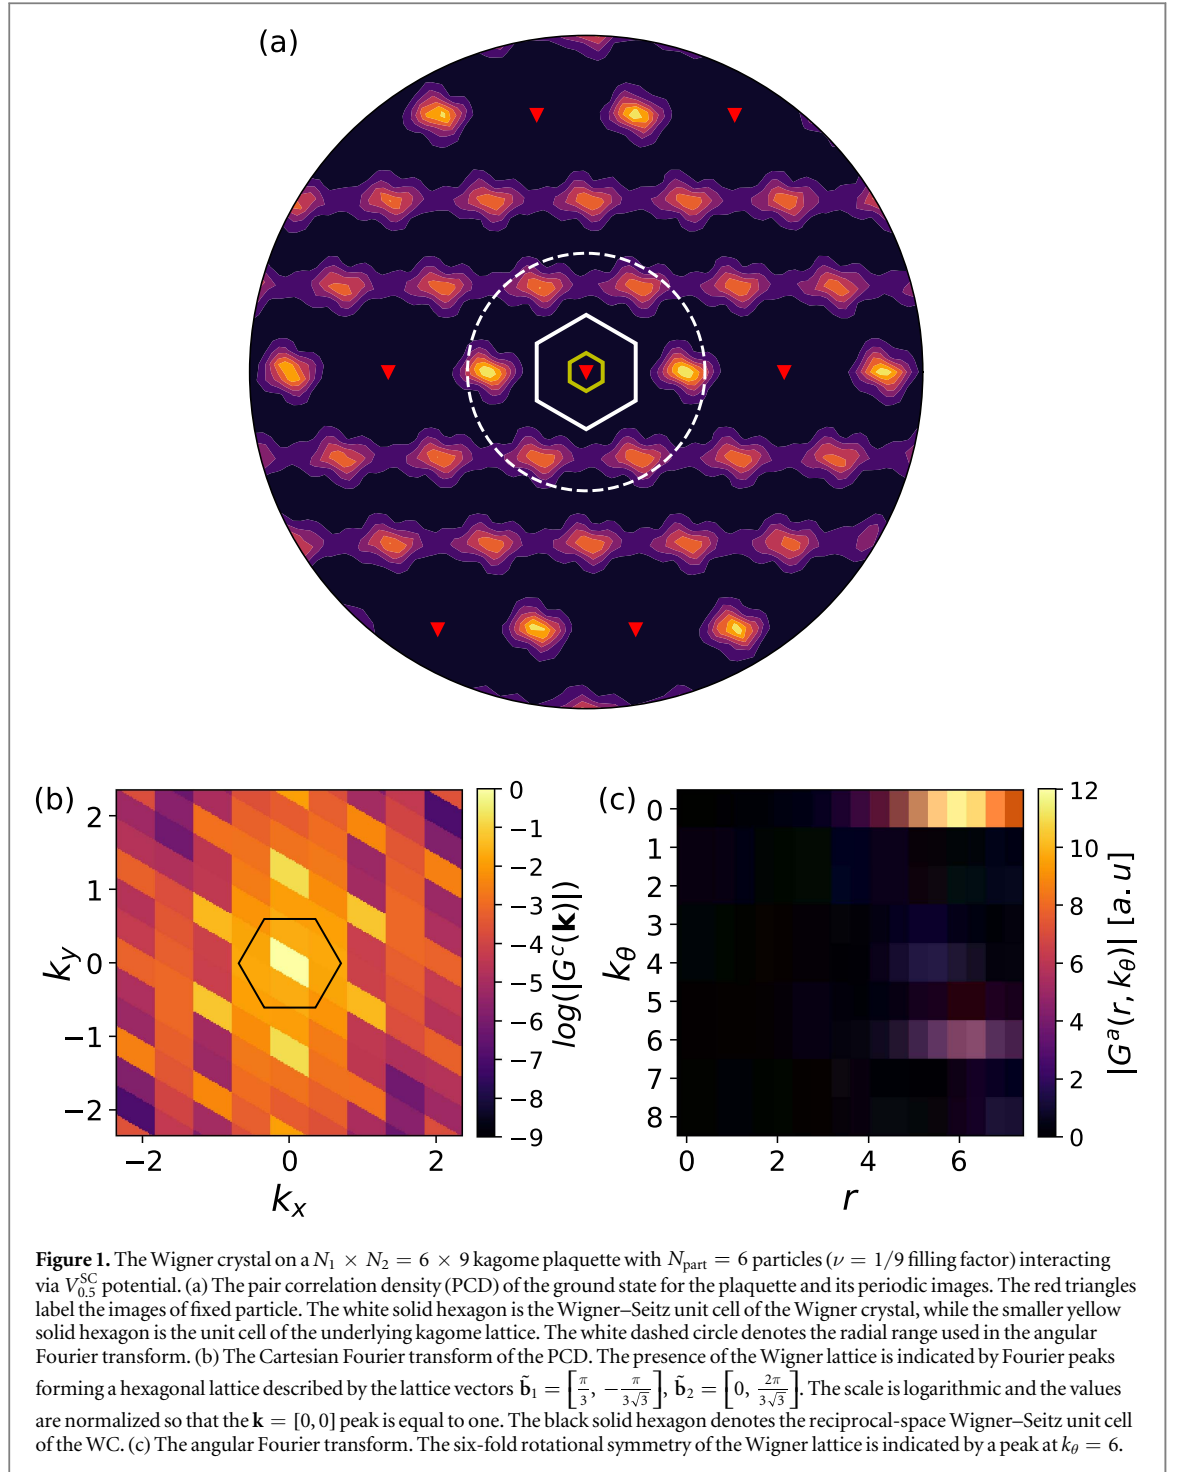 (a)
(b)
2
1
0
−1
−2
k_y
−2 0 2
k_x
0
−1
−2
−3
−4
−5
−6
−7
−8
−9
log(|G^c(𝐤)|)
(c)
0
1
2
3
4
5
6
7
8
k_θ
0 2 4 6
r
12
10
8
6
4
2
0
|G^a(r, k_θ)| [a.u]
Figure 1. The Wigner crystal on a N₁ × N₂ = 6 × 9 kagome plaquette with N_part = 6 particles (ν = 1/9 filling factor) interacting
via V_{0.5}^{SC} potential. (a) The pair correlation density (PCD) of the ground state for the plaquette and its periodic images. The red triangles
label the images of fixed particle. The white solid hexagon is the Wigner–Seitz unit cell of the Wigner crystal, while the smaller yellow
solid hexagon is the unit cell of the underlying kagome lattice. The white dashed circle denotes the radial range used in the angular
Fourier transform. (b) The Cartesian Fourier transform of the PCD. The presence of the Wigner lattice is indicated by Fourier peaks
forming a hexagonal lattice described by the lattice vectors b̃₁ = [π/3, −π/(3√3)], b̃₂ = [0, 2π/(3√3)]. The scale is logarithmic and the values
are normalized so that the 𝐤 = [0, 0] peak is equal to one. The black solid hexagon denotes the reciprocal-space Wigner–Seitz unit cell
of the WC. (c) The angular Fourier transform. The six-fold rotational symmetry of the Wigner lattice is indicated by a peak at k_θ = 6.